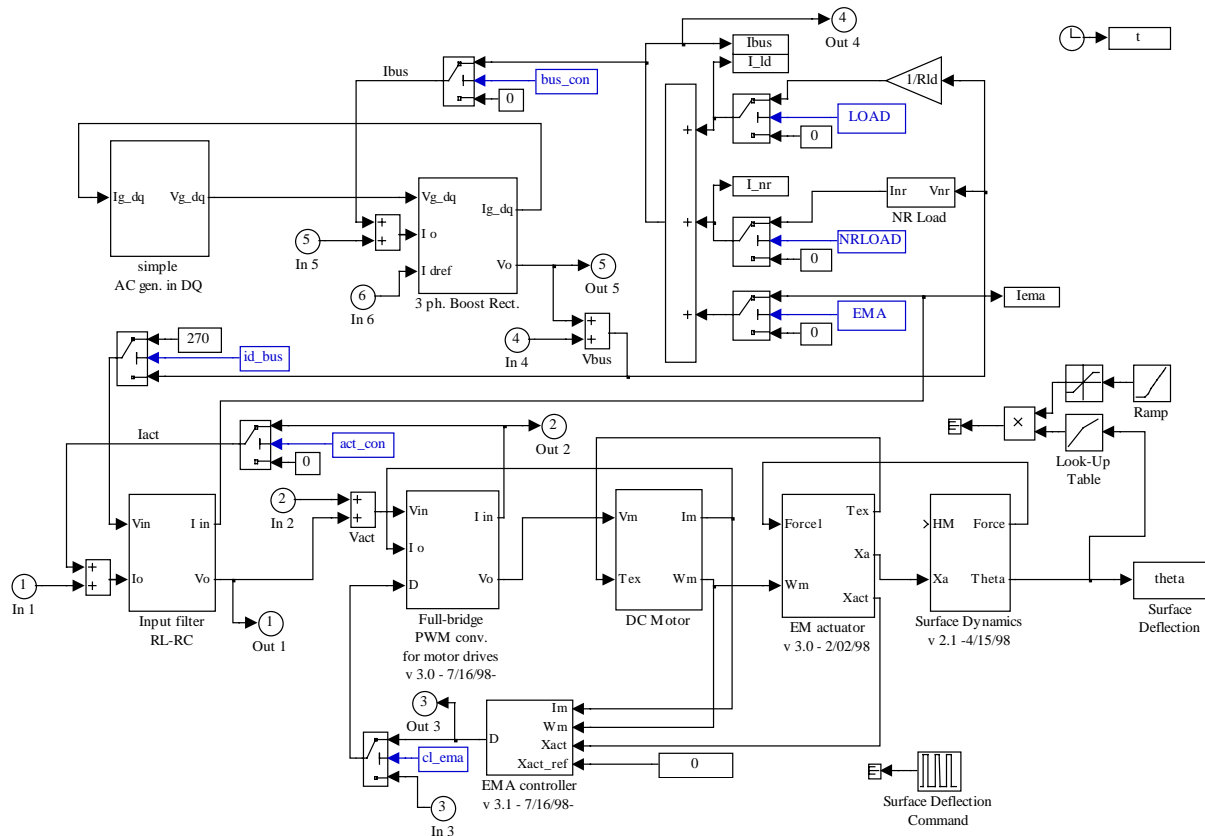 4
Out 4
Ibus
I_ld
t
Ibus
bus_con
0
1/Rld
LOAD
0
+
Ig_dq
Vg_dq
simple
AC gen. in DQ
Vg_dq
Ig_dq
I o
I dref
Vo
3 ph. Boost Rect.
+
+
5
In 5
6
In 6
5
Out 5
I_nr
+
Inr
Vnr
NR Load
NRLOAD
0
+
EMA
0
Iema
+
+
4
In 4
Vbus
270
id_bus
Ramp
×
Look-Up
Table
Iact
act_con
0
2
Out 2
2
In 2
+
+
Vact
Vin
I in
Io
Vo
Input filter
RL-RC
+
+
1
In 1
1
Out 1
Vin
I in
I o
D
Vo
Full-bridge
PWM conv.
for motor drives
v 3.0 - 7/16/98-
Vm
Im
Tex
Wm
DC Motor
Force1
Tex
Xa
Wm
Xact
EM actuator
v 3.0 - 2/02/98
HM
Force
Xa
Theta
Surface Dynamics
v 2.1 -4/15/98
theta
Surface
Deflection
3
Out 3
cl_ema
3
In 3
Im
Wm
D
Xact
Xact_ref
EMA controller
v 3.1 - 7/16/98-
0
Surface Deflection
Command